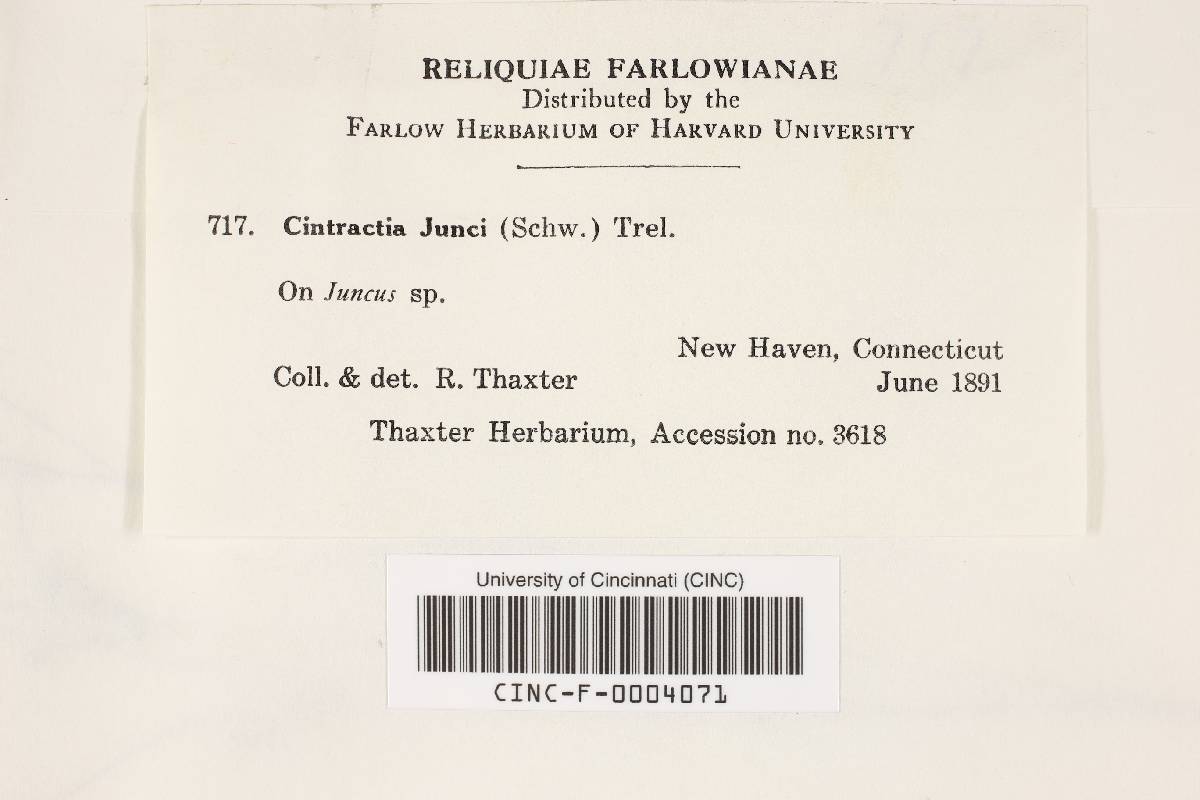 RELIQUIAE FARLOWIANAE
Distributed by the
FARLOW HERBARIUM OF HARVARD UNIVERSITY
717. Cintractia Junci (Schw.) Trel.
On Juncus sp.
New Haven, Connecticut
Coll. & det. R. Thaxter June 1891
Thaxter Herbarium, Accession no. 3618
University of Cincinnati (CINC)
CINC-F-0004071